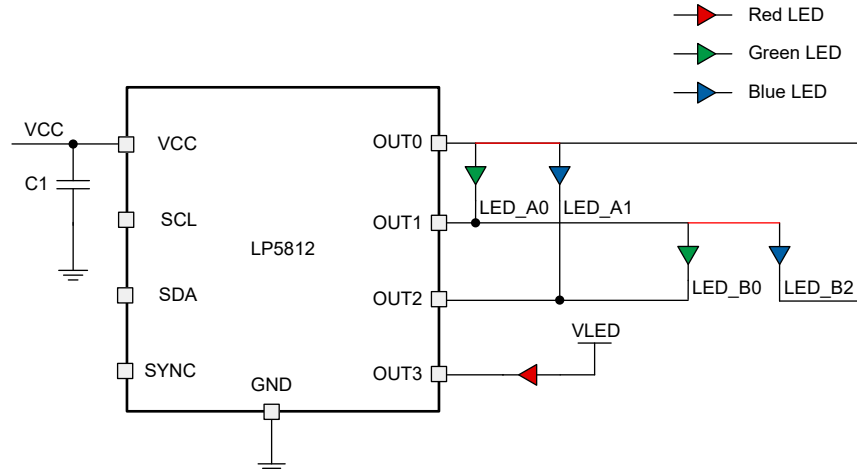 Red LED
Green LED
Blue LED
VCC
VCC
OUT0
C1
LED_A0
LED_A1
SCL
OUT1
LP5812
SDA
OUT2
LED_B0
LED_B2
VLED
SYNC
OUT3
GND